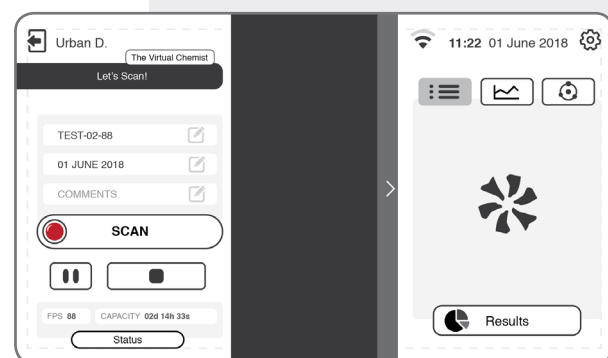 Urban D.
The Virtual Chemist
Let's Scan!
TEST-02-88
01 JUNE 2018
COMMENTS
SCAN
FPS 88 CAPACITY 02d 14h 33s
Status
11:22 01 June 2018
Results